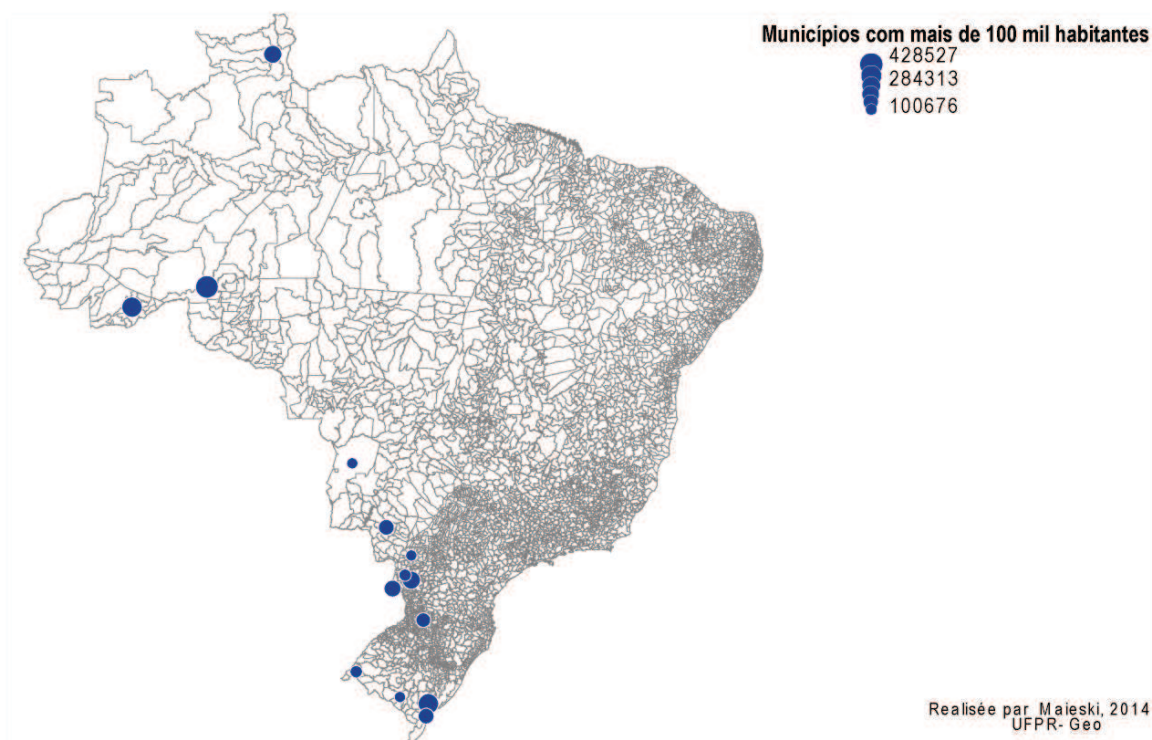 Municípios com mais de 100 mil habitantes
428527
284313
100676
Realisée par Maieski, 2014
UFPR- Geo